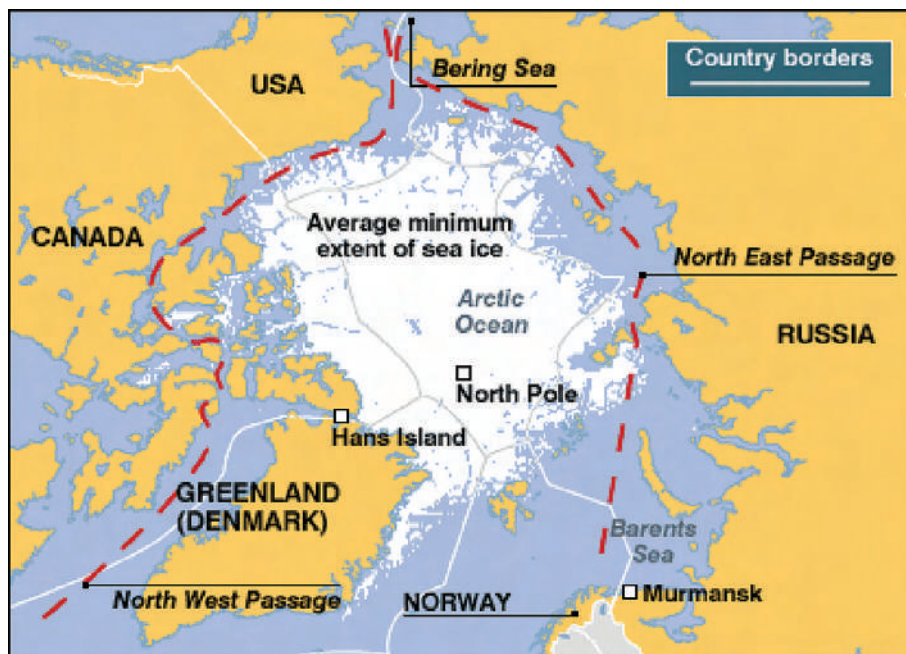 Country borders
USA
Bering Sea
CANADA
Average minimum
extent of sea ice
North East Passage
Arctic
Ocean
RUSSIA
North Pole
Hans Island
GREENLAND
(DENMARK)
Barents
Sea
North West Passage
NORWAY
Murmansk